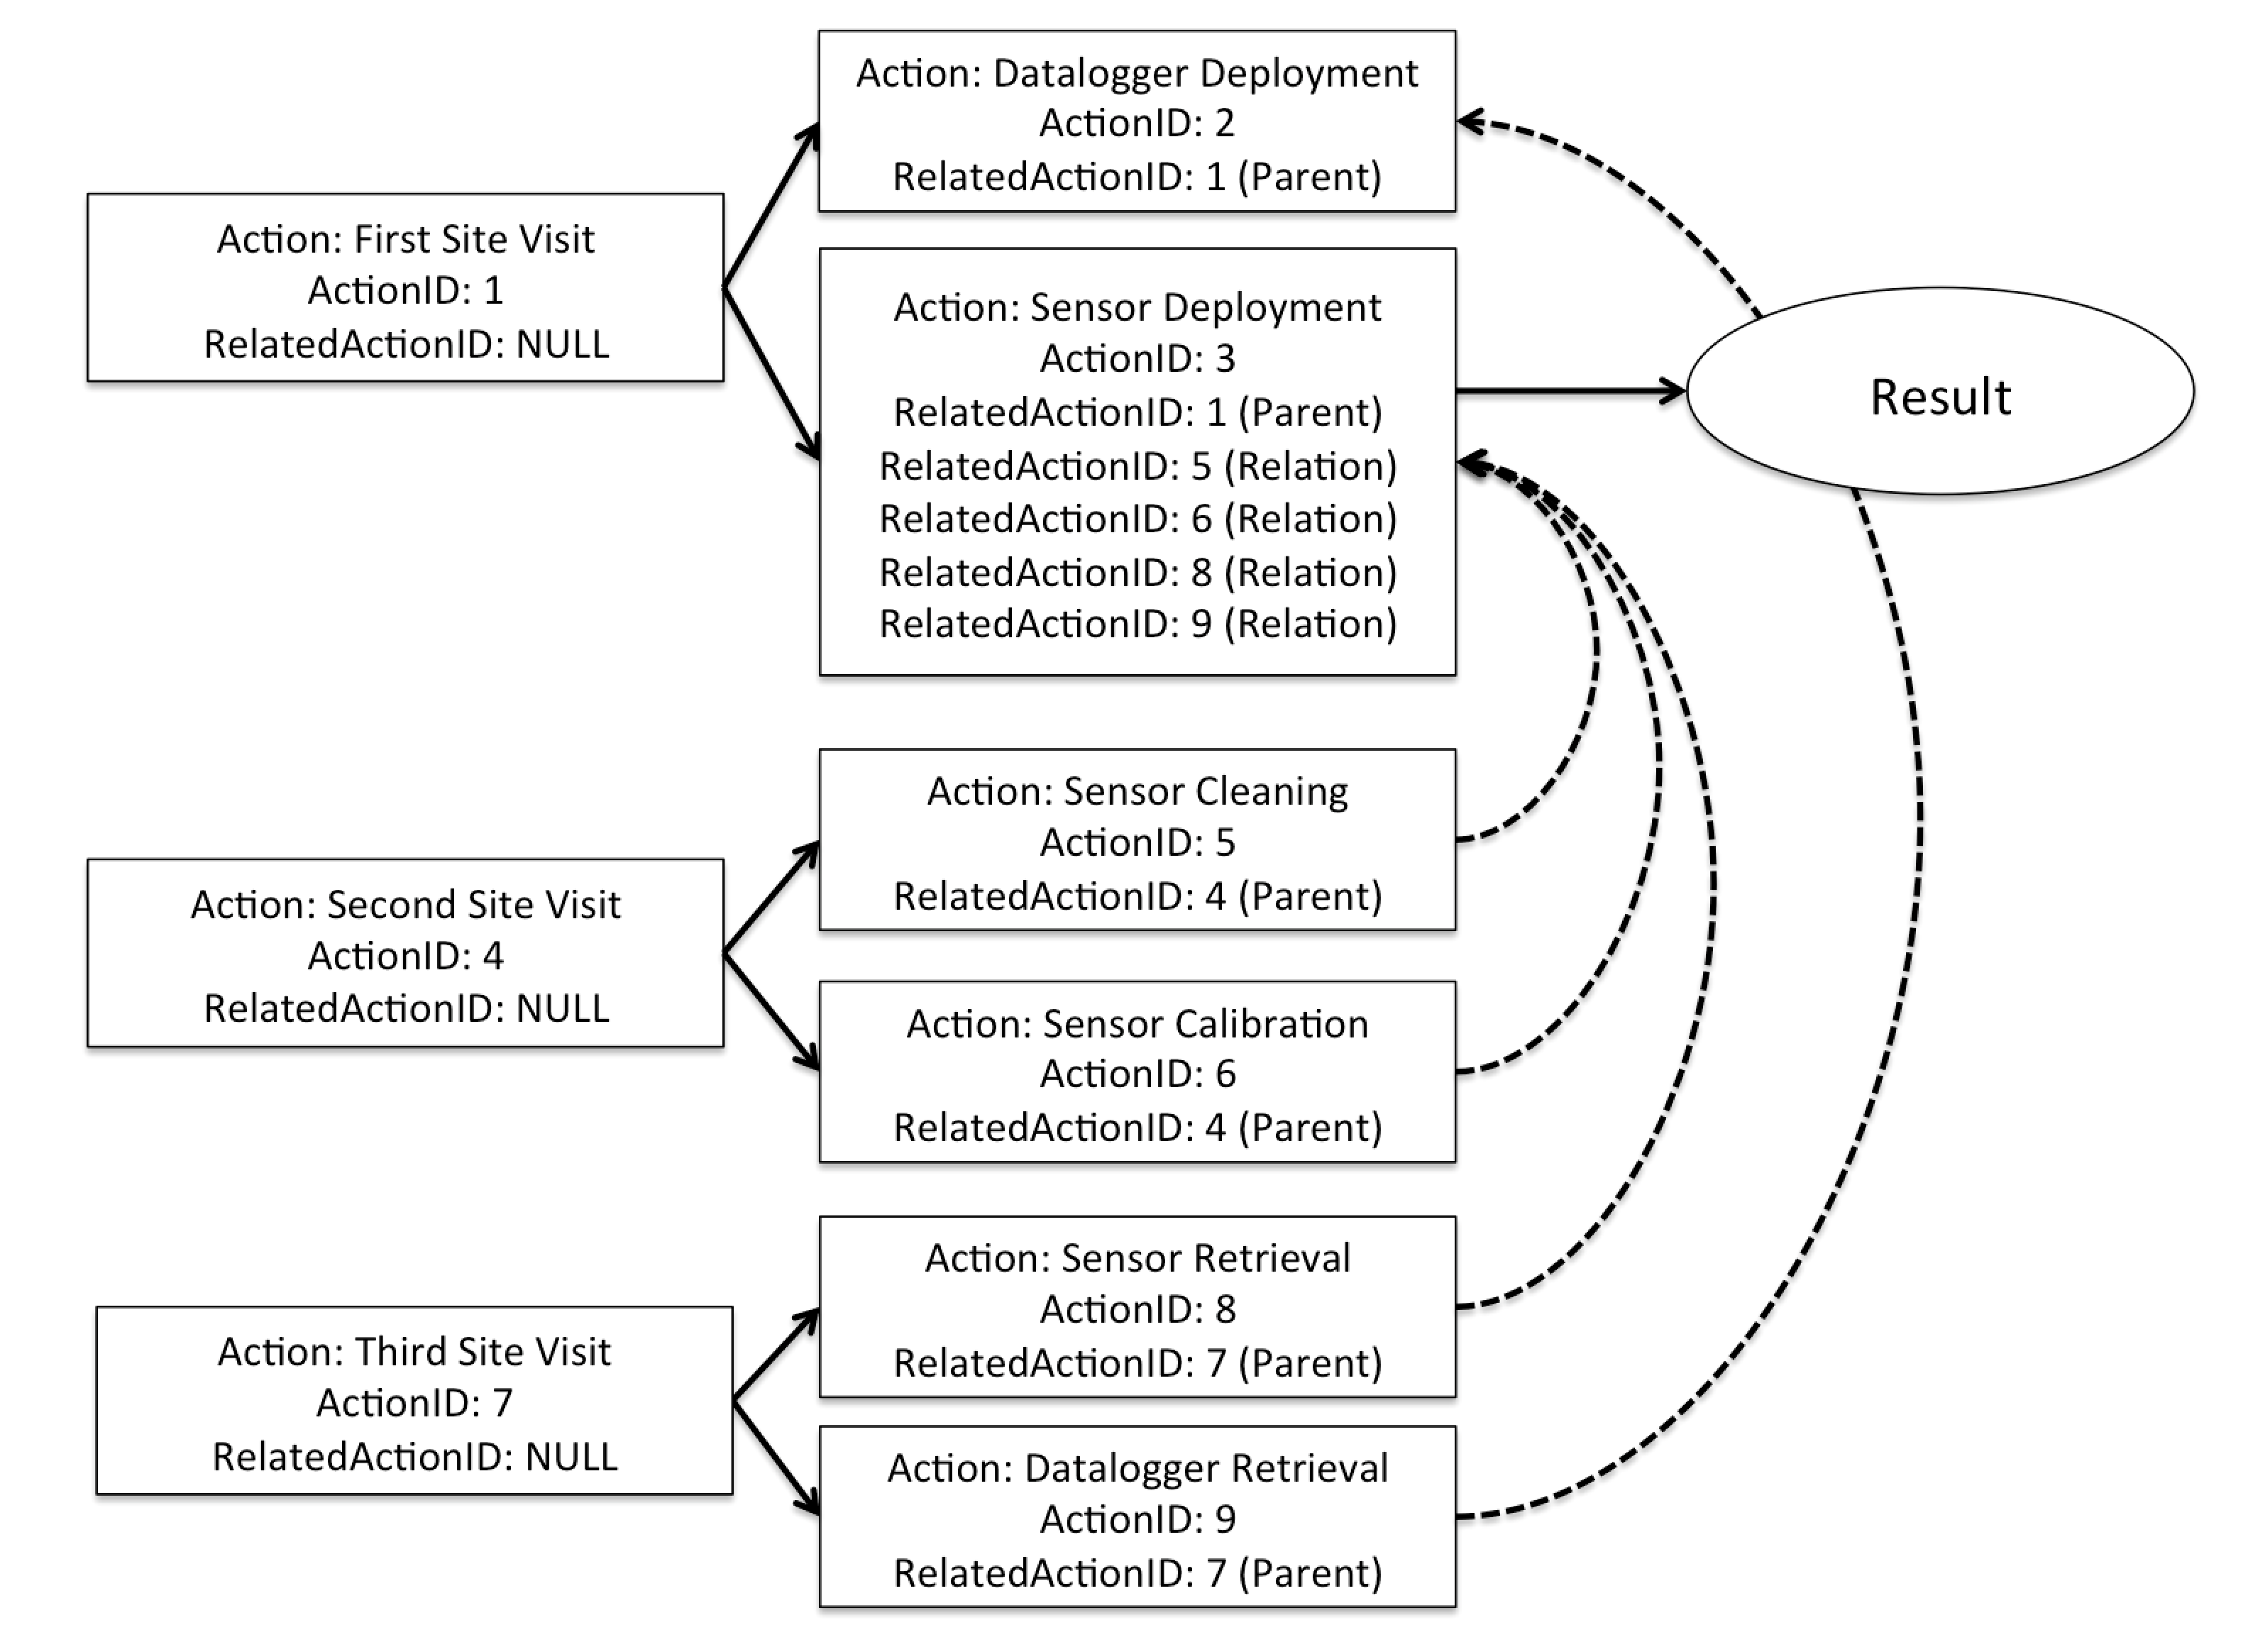 Action: First Site Visit
ActionID: 1
RelatedActionID: NULL
Action: Datalogger Deployment
ActionID: 2
RelatedActionID: 1 (Parent)
Action: Sensor Deployment
ActionID: 3
RelatedActionID: 1 (Parent)
RelatedActionID: 5 (Relation)
RelatedActionID: 6 (Relation)
RelatedActionID: 8 (Relation)
RelatedActionID: 9 (Relation)
Result
Action: Second Site Visit
ActionID: 4
RelatedActionID: NULL
Action: Sensor Cleaning
ActionID: 5
RelatedActionID: 4 (Parent)
Action: Sensor Calibration
ActionID: 6
RelatedActionID: 4 (Parent)
Action: Third Site Visit
ActionID: 7
RelatedActionID: NULL
Action: Sensor Retrieval
ActionID: 8
RelatedActionID: 7 (Parent)
Action: Datalogger Retrieval
ActionID: 9
RelatedActionID: 7 (Parent)